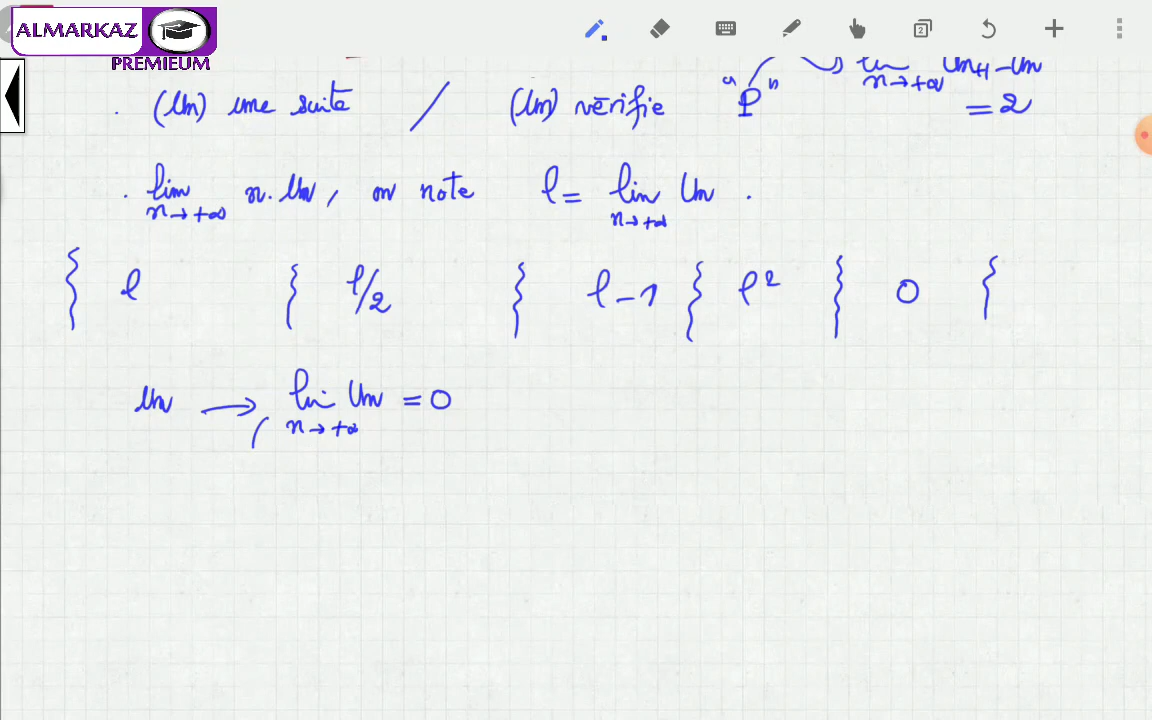 ALMARKAZ
PREMIEUM
lim Un+1 - Un
n→+∞
= 2
. (Un) une suite / (Un) vérifie "P"
. lim n.Un, on note l = lim Un .
n→+∞ n→+∞
{ l { l/2 { l-1 { l² } 0 {
Un → lim Un = 0
n→+∞
2